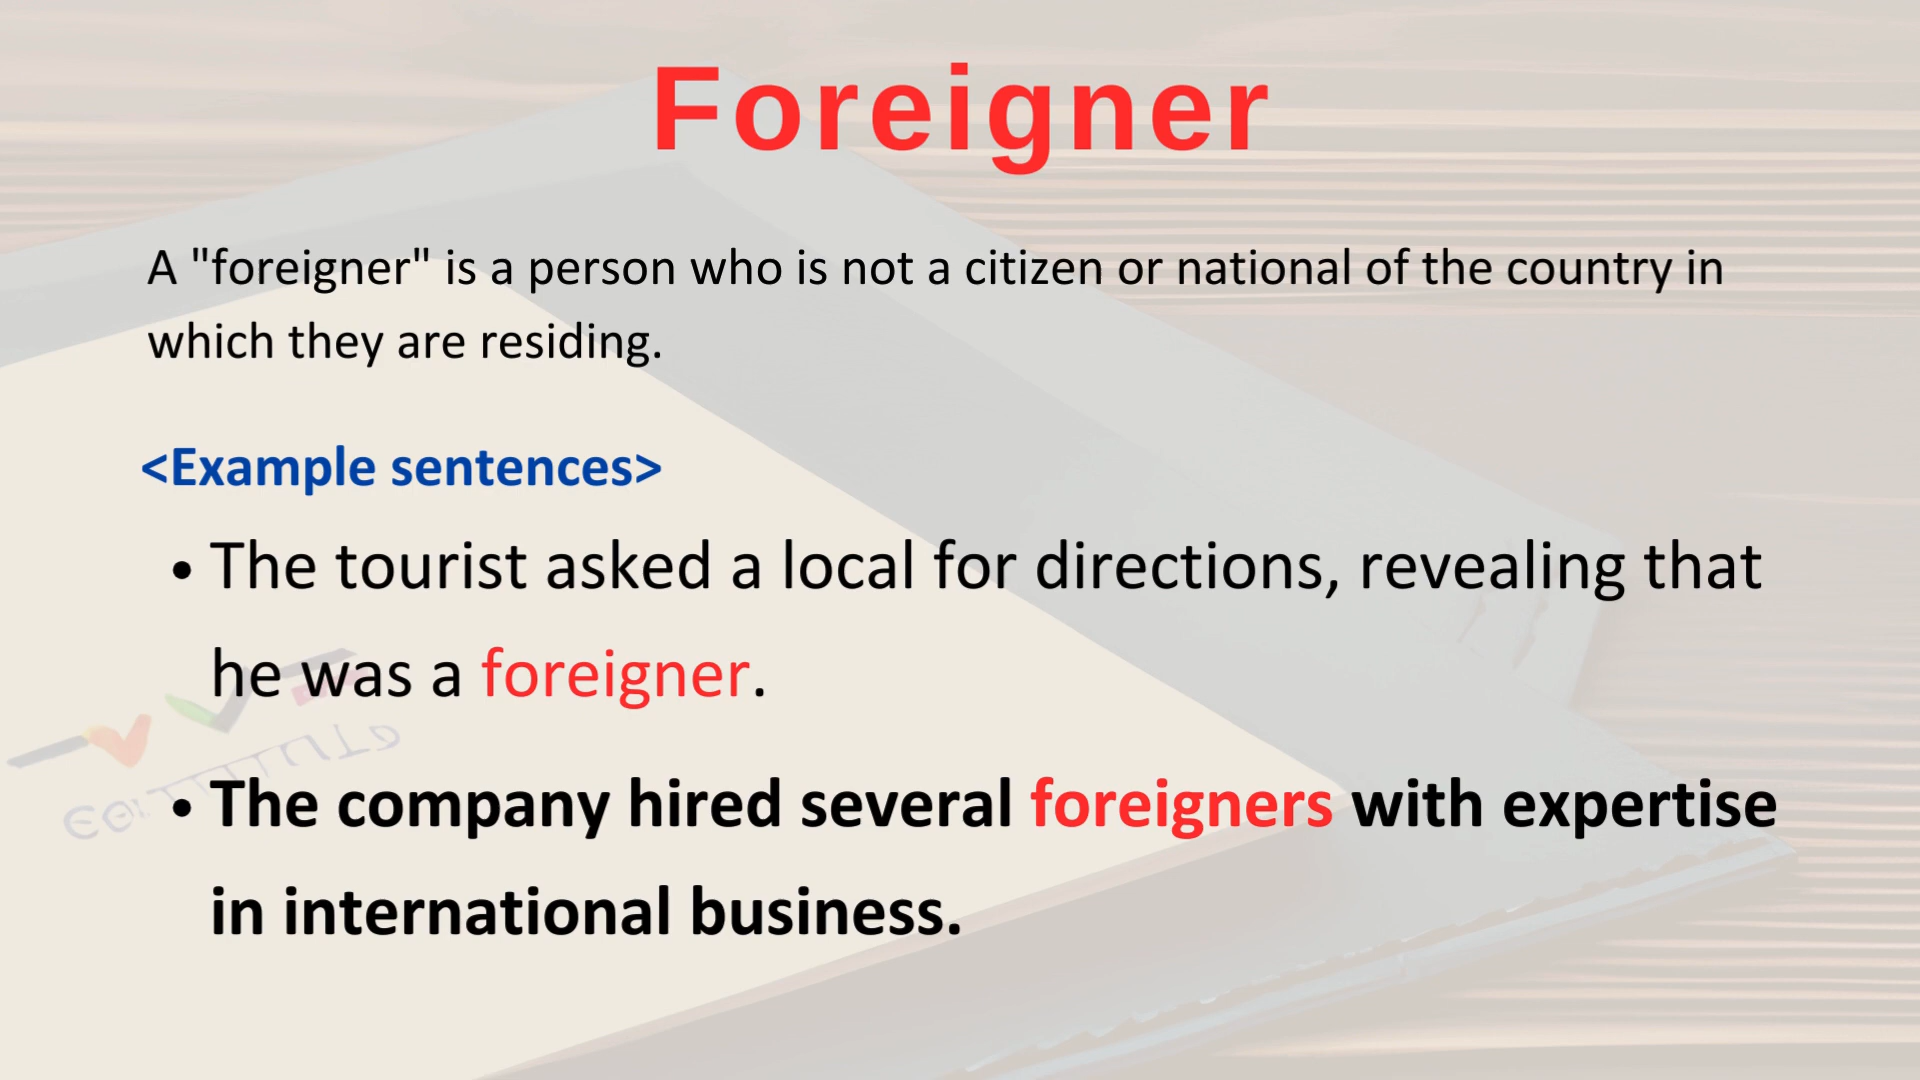 Foreigner
A "foreigner" is a person who is not a citizen or national of the country in
which they are residing.
<Example sentences>
• The tourist asked a local for directions, revealing that
he was a foreigner.
• The company hired several foreigners with expertise
in international business.